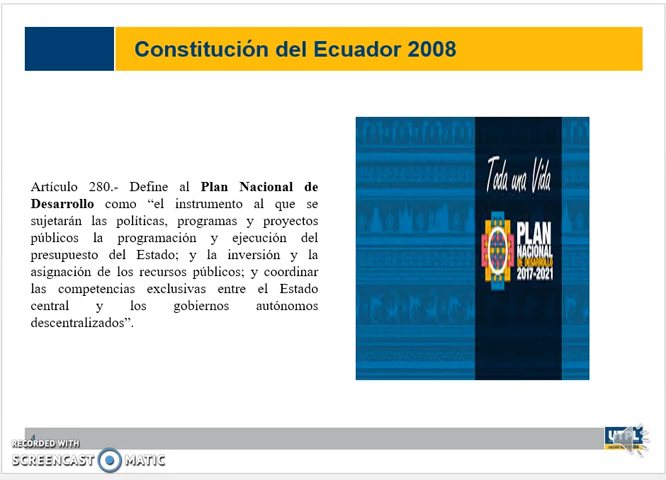 Constitución del Ecuador 2008
Artículo 280.- Define al Plan Nacional de
Desarrollo como “el instrumento al que se
sujetarán las políticas, programas y proyectos
públicos la programación y ejecución del
presupuesto del Estado; y la inversión y la
asignación de los recursos públicos; y coordinar
las competencias exclusivas entre el Estado
central y los gobiernos autónomos
descentralizados”.
Toda una Vida
PLAN
NACIONAL
DE DESARROLLO
2017-2021
4
RECORDED WITH
SCREENCAST MATIC
UTPL